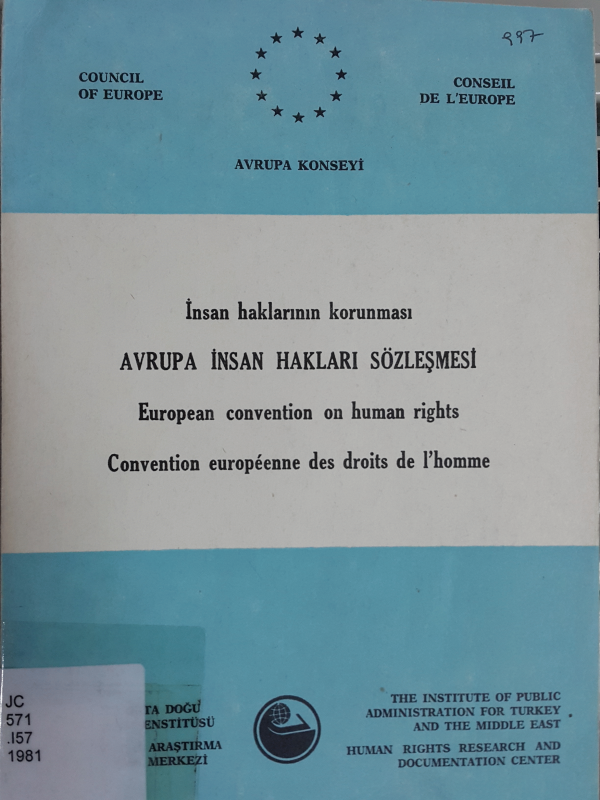 997
COUNCIL
OF EUROPE
CONSEIL
DE L'EUROPE
AVRUPA KONSEYİ
İnsan haklarının korunması
AVRUPA İNSAN HAKLARI SÖZLEŞMESİ
European convention on human rights
Convention européenne des droits de l'homme
JC
571
.I57
1981
TA DOĞU
ENSTİTÜSÜ
ARAŞTIRMA
MERKEZİ
THE INSTITUTE OF PUBLIC
ADMINISTRATION FOR TURKEY
AND THE MIDDLE EAST
HUMAN RIGHTS RESEARCH AND
DOCUMENTATION CENTER